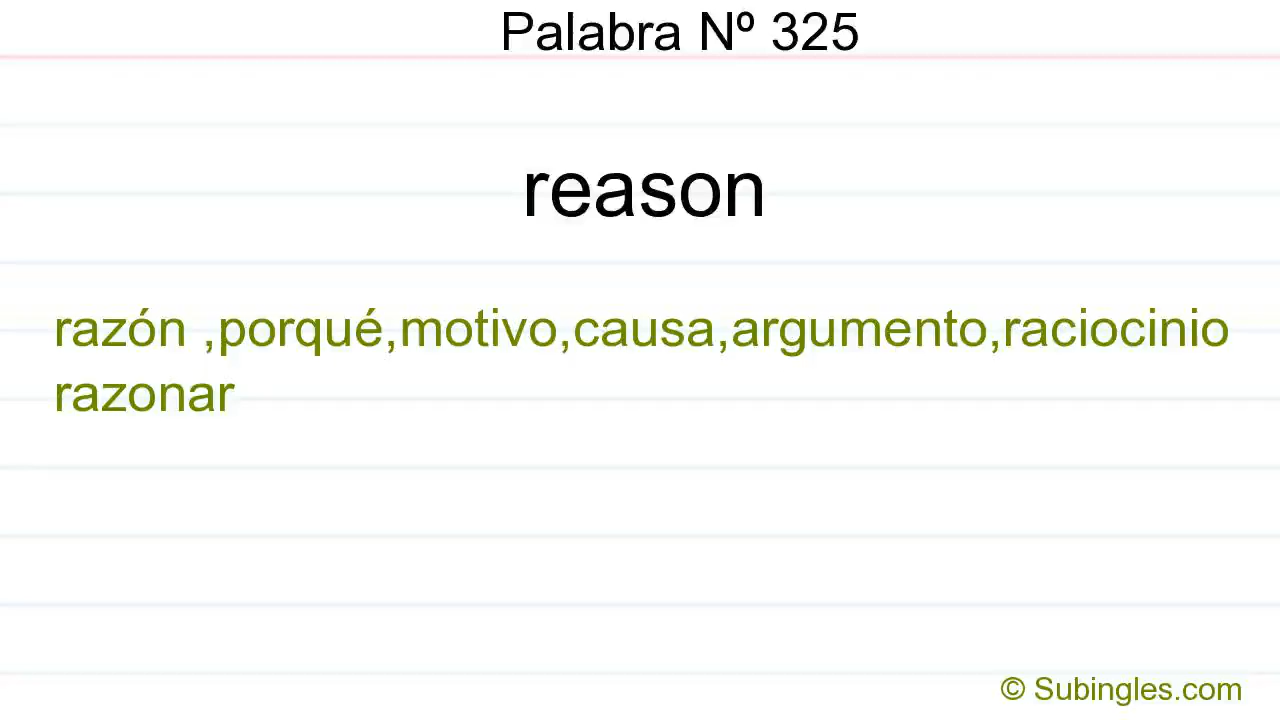 Palabra Nº 325
reason
razón ,porqué,motivo,causa,argumento,raciocinio
razonar
© Subingles.com